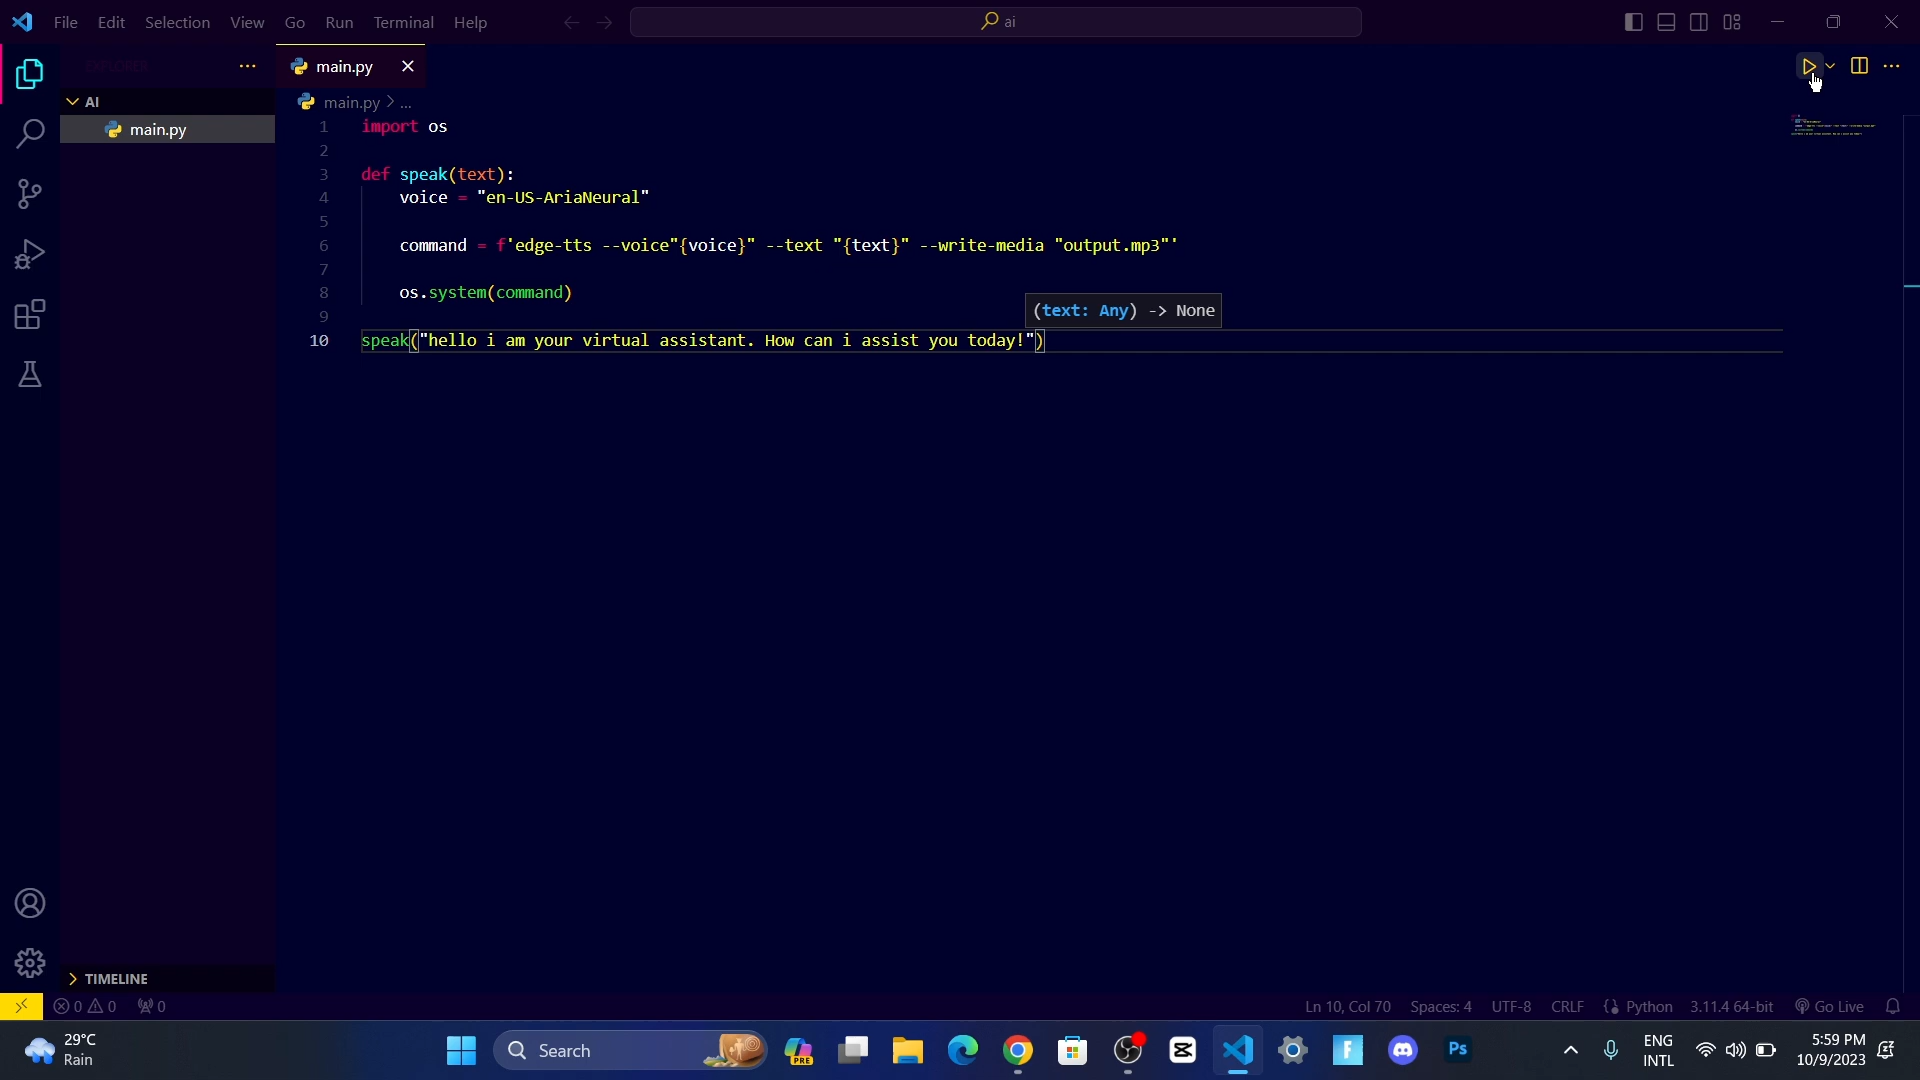 File Edit Selection View Go Run Terminal Help
ai
EXPLORER
main.py
AI
main.py > ...
main.py
1 import os
2
3 def speak(text):
4 voice = "en-US-AriaNeural"
5
6 command = f'edge-tts --voice"{voice}" --text "{text}" --write-media "output.mp3"'
7
8 os.system(command)
9
(text: Any) -> None
10 speak("hello i am your virtual assistant. How can i assist you today!")
TIMELINE
0 0 0
Ln 10, Col 70 Spaces: 4 UTF-8 CRLF Python 3.11.4 64-bit Go Live
29°C
Rain
Search
PRE
Ps
ENG
INTL
5:59 PM
10/9/2023